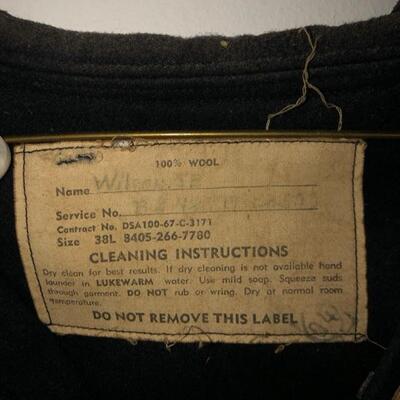 100% WOOL
Name Wilson
Service No.
Contract No. DSA100-67-C-3171
Size 38L 8405-266-7780
CLEANING INSTRUCTIONS
Dry clean for best results. If dry cleaning is not available hand
launder in LUKEWARM water. Use mild soap. Squeeze suds
through garment. DO NOT rub or wring. Dry at normal room
temperature.
DO NOT REMOVE THIS LABEL